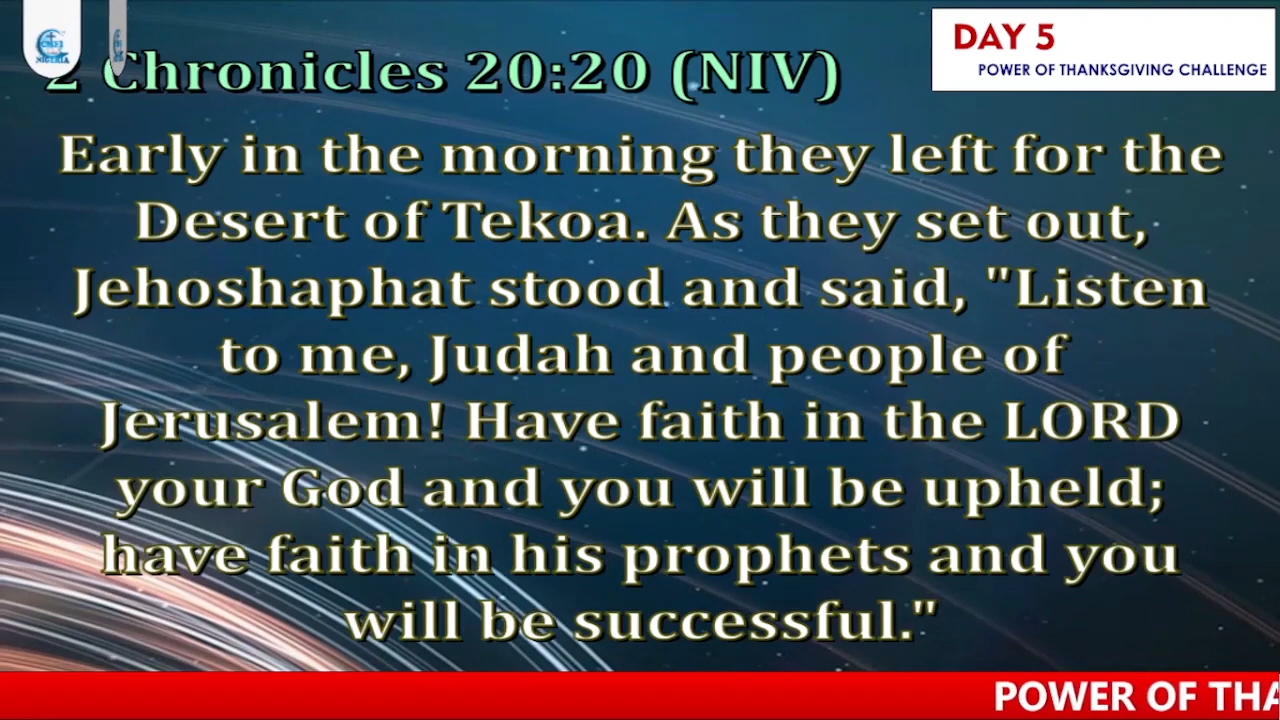 DAY 5
POWER OF THANKSGIVING CHALLENGE
2 Chronicles 20:20 (NIV)
Early in the morning they left for the
Desert of Tekoa. As they set out,
Jehoshaphat stood and said, "Listen
to me, Judah and people of
Jerusalem! Have faith in the LORD
your God and you will be upheld;
have faith in his prophets and you
will be successful."
POWER OF THA